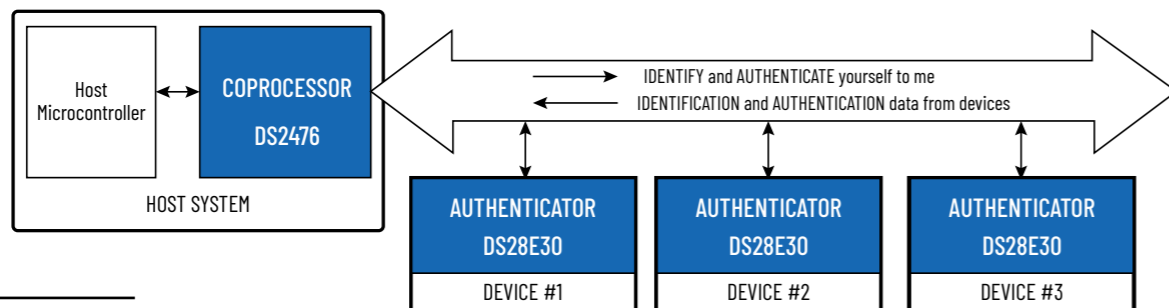 Host
Microcontroller
COPROCESSOR
DS2476
HOST SYSTEM
IDENTIFY and AUTHENTICATE yourself to me
IDENTIFICATION and AUTHENTICATION data from devices
AUTHENTICATOR
DS28E30
DEVICE #1
AUTHENTICATOR
DS28E30
DEVICE #2
AUTHENTICATOR
DS28E30
DEVICE #3